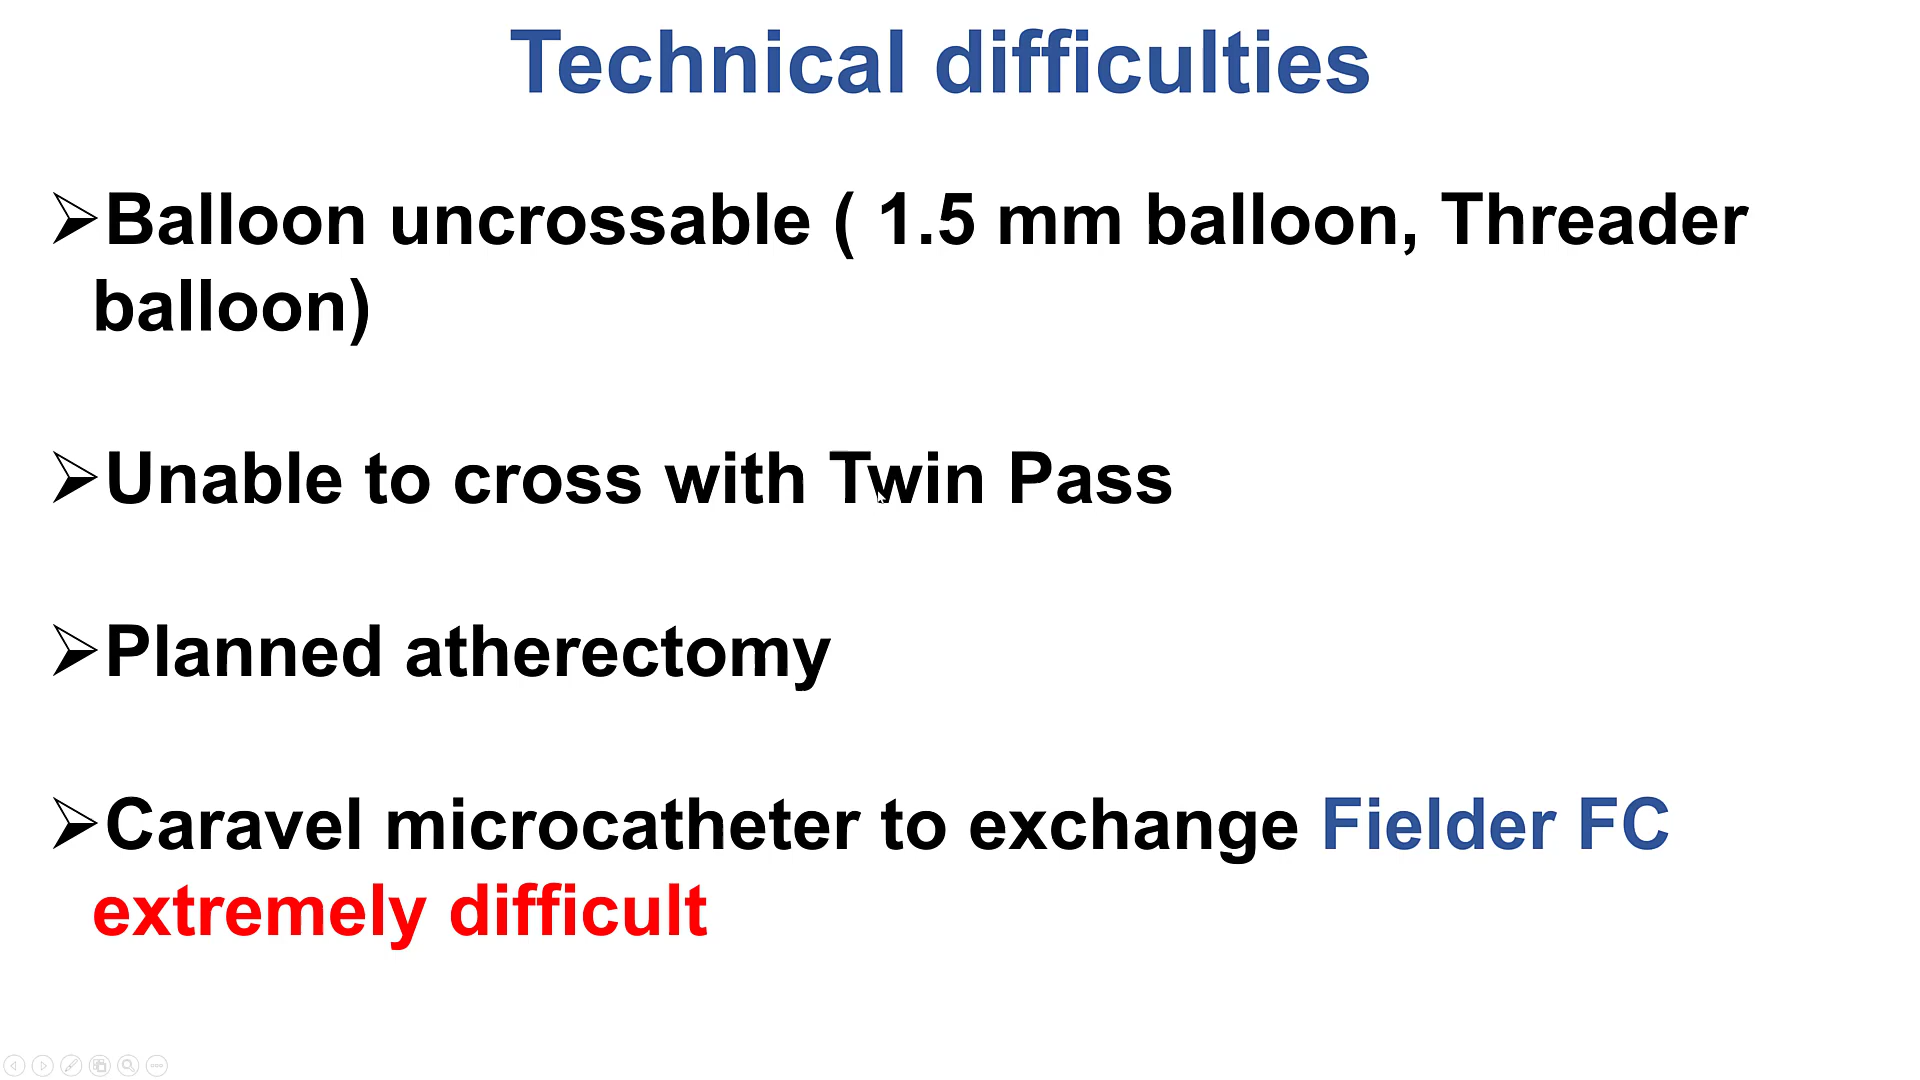 Technical difficulties
➢Balloon uncrossable ( 1.5 mm balloon, Threader
balloon)
➢Unable to cross with Twin Pass
➢Planned atherectomy
➢Caravel microcatheter to exchange Fielder FC
extremely difficult